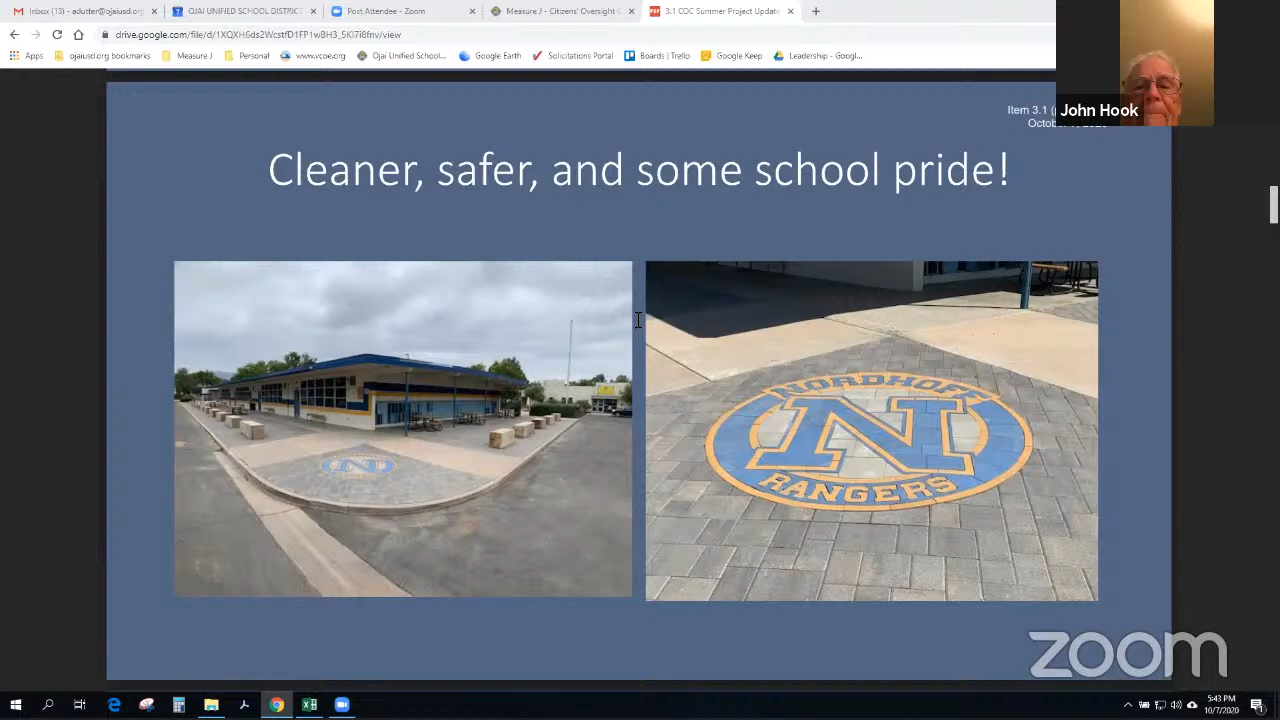 Inbox (13) - adutter@ojaiusd.or
OJAI UNIFIED SCHOOL DISTRICT
Post Attendee - Zoom
Measure J - Citizens' Oversight C
3.1 COC Summer Project Update
drive.google.com/file/d/1XQXH6ds2WcstfD1FP1wBH3_5Kl7i8fnv/view
Apps
ojaiusd.org bookmarks
Measure J
Personal
www.vcoe.org
Ojai Unified School...
Google Earth
Solicitations Portal
Boards | Trello
Google Keep
Leadership - Googl...
John Hook
Item 3.1
Cleaner, safer, and some school pride!
N
NORDHOFF
N
RANGERS
zoom
5:43 PM
10/7/2020